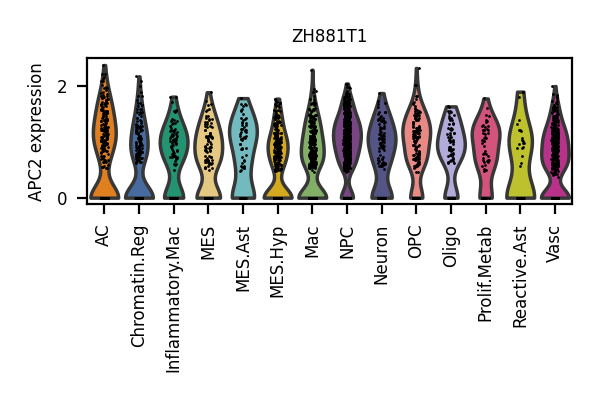 ZH881T1
APC2 expression
2
0
AC
Chromatin.Reg
Inflammatory.Mac
MES
MES.Ast
MES.Hyp
Mac
NPC
Neuron
OPC
Oligo
Prolif.Metab
Reactive.Ast
Vasc